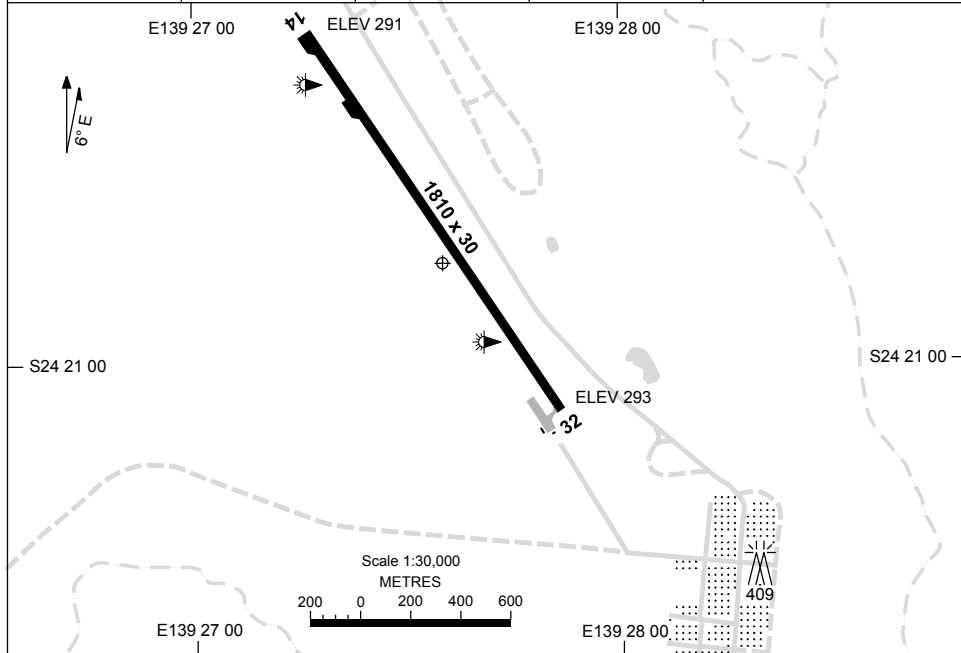 E139 27 00
14
ELEV 291
E139 28 00
6° E
1810 x 30
S24 21 00
S24 21 00
ELEV 293
32
Scale 1:30,000
METRES
200 0 200 400 600
409
E139 27 00
E139 28 00